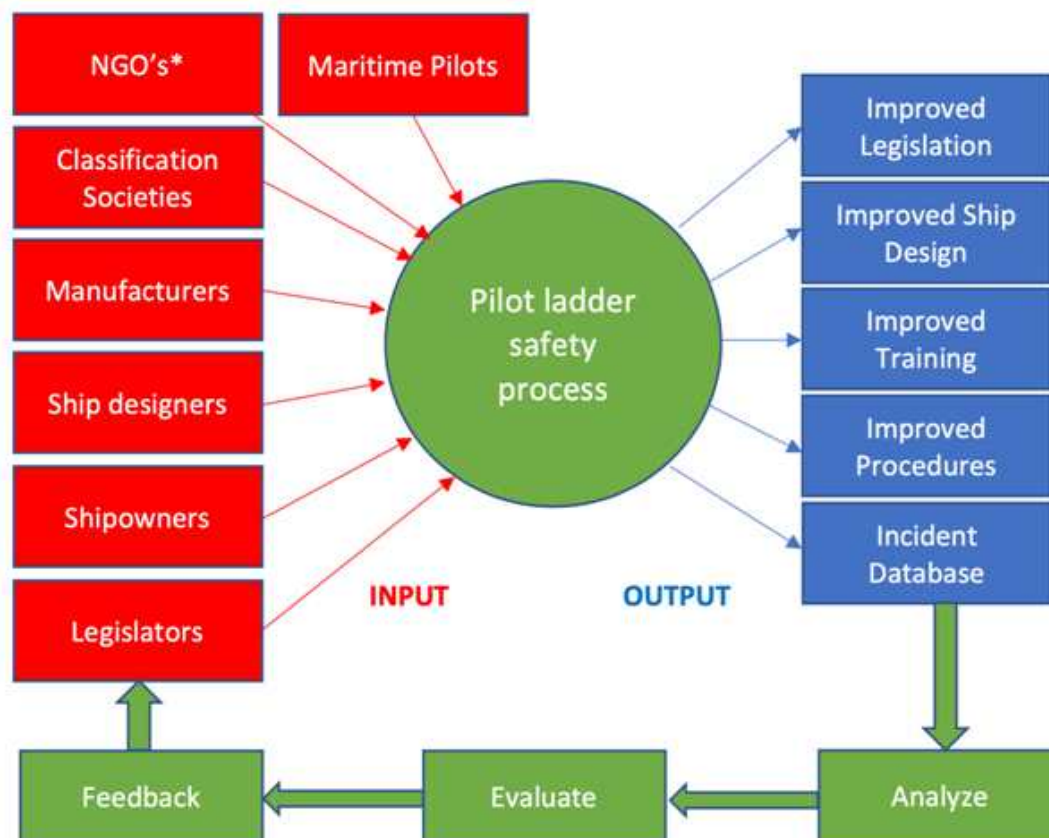 NGO's*
Maritime Pilots
Classification
Societies
Manufacturers
Ship designers
Shipowners
Legislators
Pilot ladder
safety
process
INPUT
OUTPUT
Improved
Legislation
Improved Ship
Design
Improved
Training
Improved
Procedures
Incident
Database
Feedback
Evaluate
Analyze